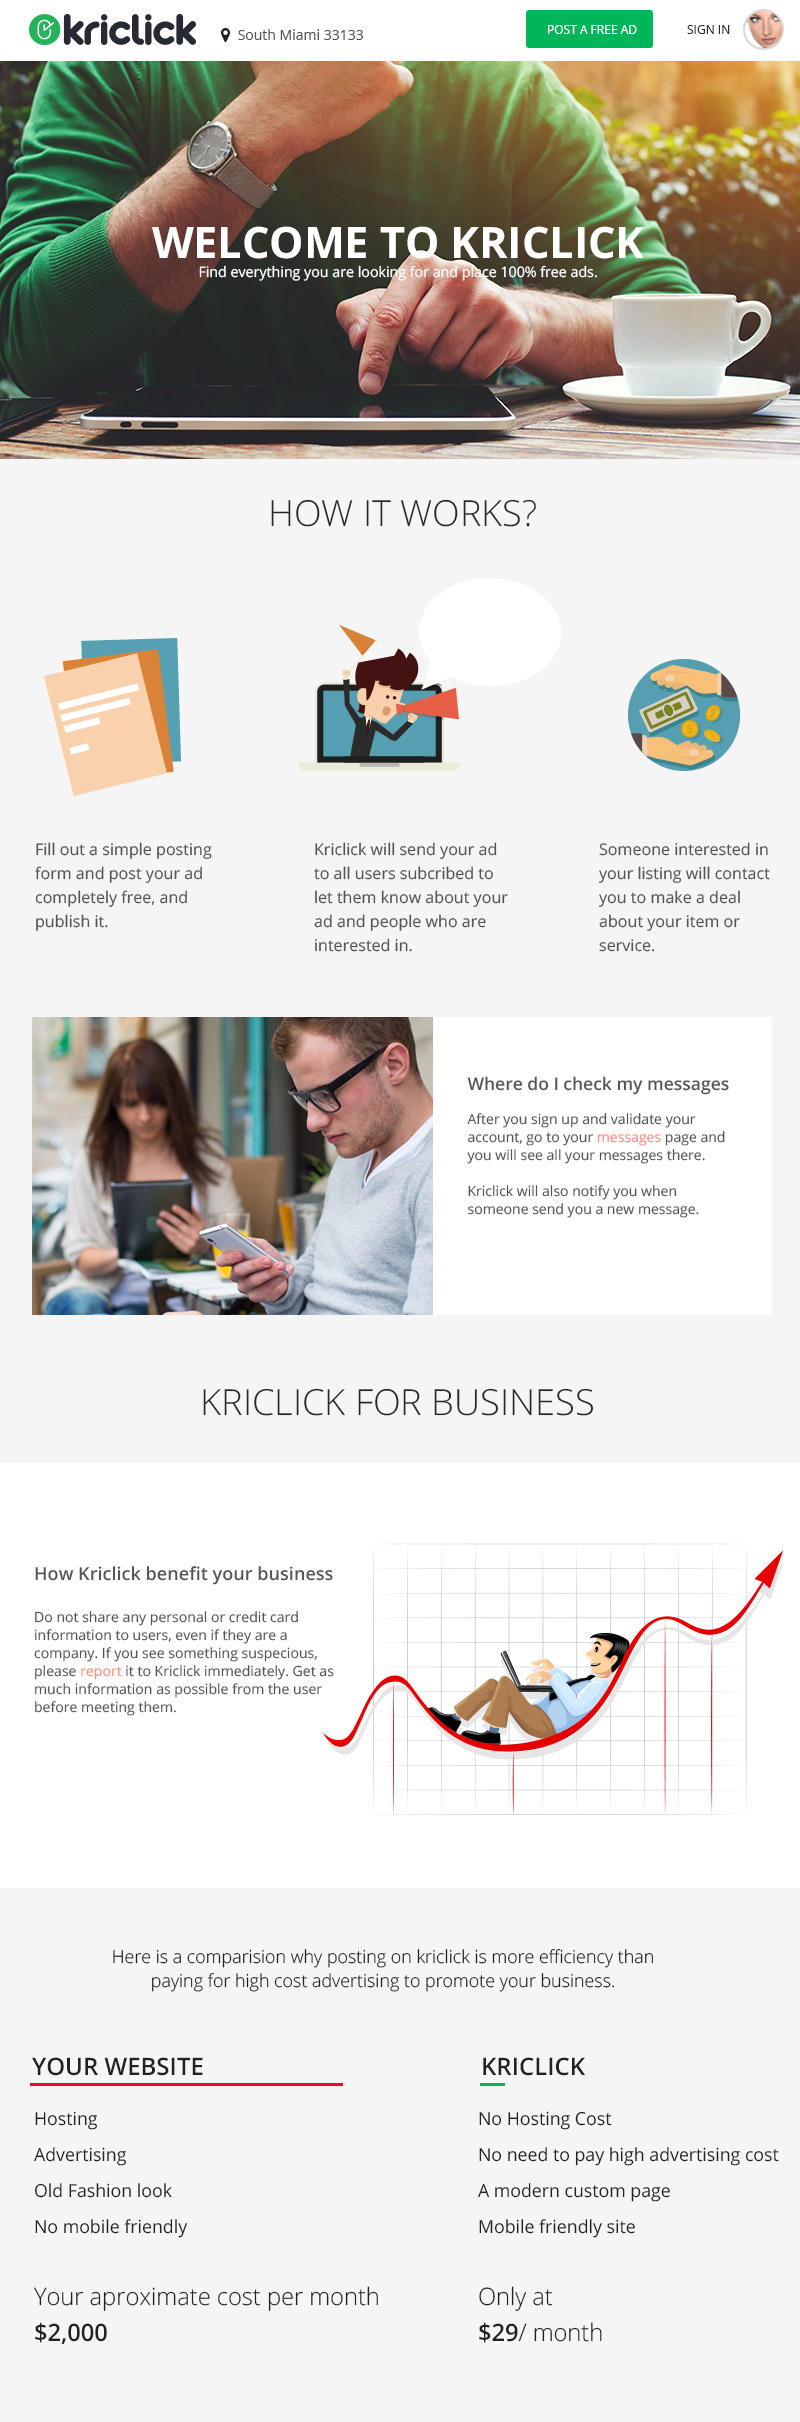 kriclick
South Miami 33133
POST A FREE AD
SIGN IN
WELCOME TO KRICLICK
Find everything you are looking for and place 100% free ads.
HOW IT WORKS?
Fill out a simple posting
form and post your ad
completely free, and
publish it.
Kriclick will send your ad
to all users subcribed to
let them know about your
ad and people who are
interested in.
Someone interested in
your listing will contact
you to make a deal
about your item or
service.
Where do I check my messages
After you sign up and validate your
account, go to your messages page and
you will see all your messages there.
Kriclick will also notify you when
someone send you a new message.
KRICLICK FOR BUSINESS
How Kriclick benefit your business
Do not share any personal or credit card
information to users, even if they are a
company. If you see something suspicious,
please report it to Kriclick immediately. Get as
much information as possible from the user
before meeting them.
Here is a comparision why posting on kriclick is more efficiency than
paying for high cost advertising to promote your business.
YOUR WEBSITE
Hosting
Advertising
Old Fashion look
No mobile friendly
Your aproximate cost per month
$2,000
KRICLICK
No Hosting Cost
No need to pay high advertising cost
A modern custom page
Mobile friendly site
Only at
$29/ month